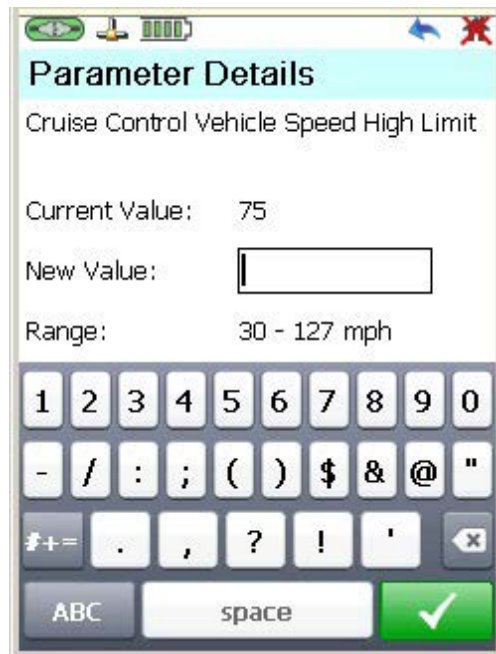 Parameter Details
Cruise Control Vehicle Speed High Limit
Current Value: 75
New Value:
Range: 30 - 127 mph
1 2 3 4 5 6 7 8 9 0
- / : ; ( ) $ & @ "
#+= . , ? ! '
ABC space